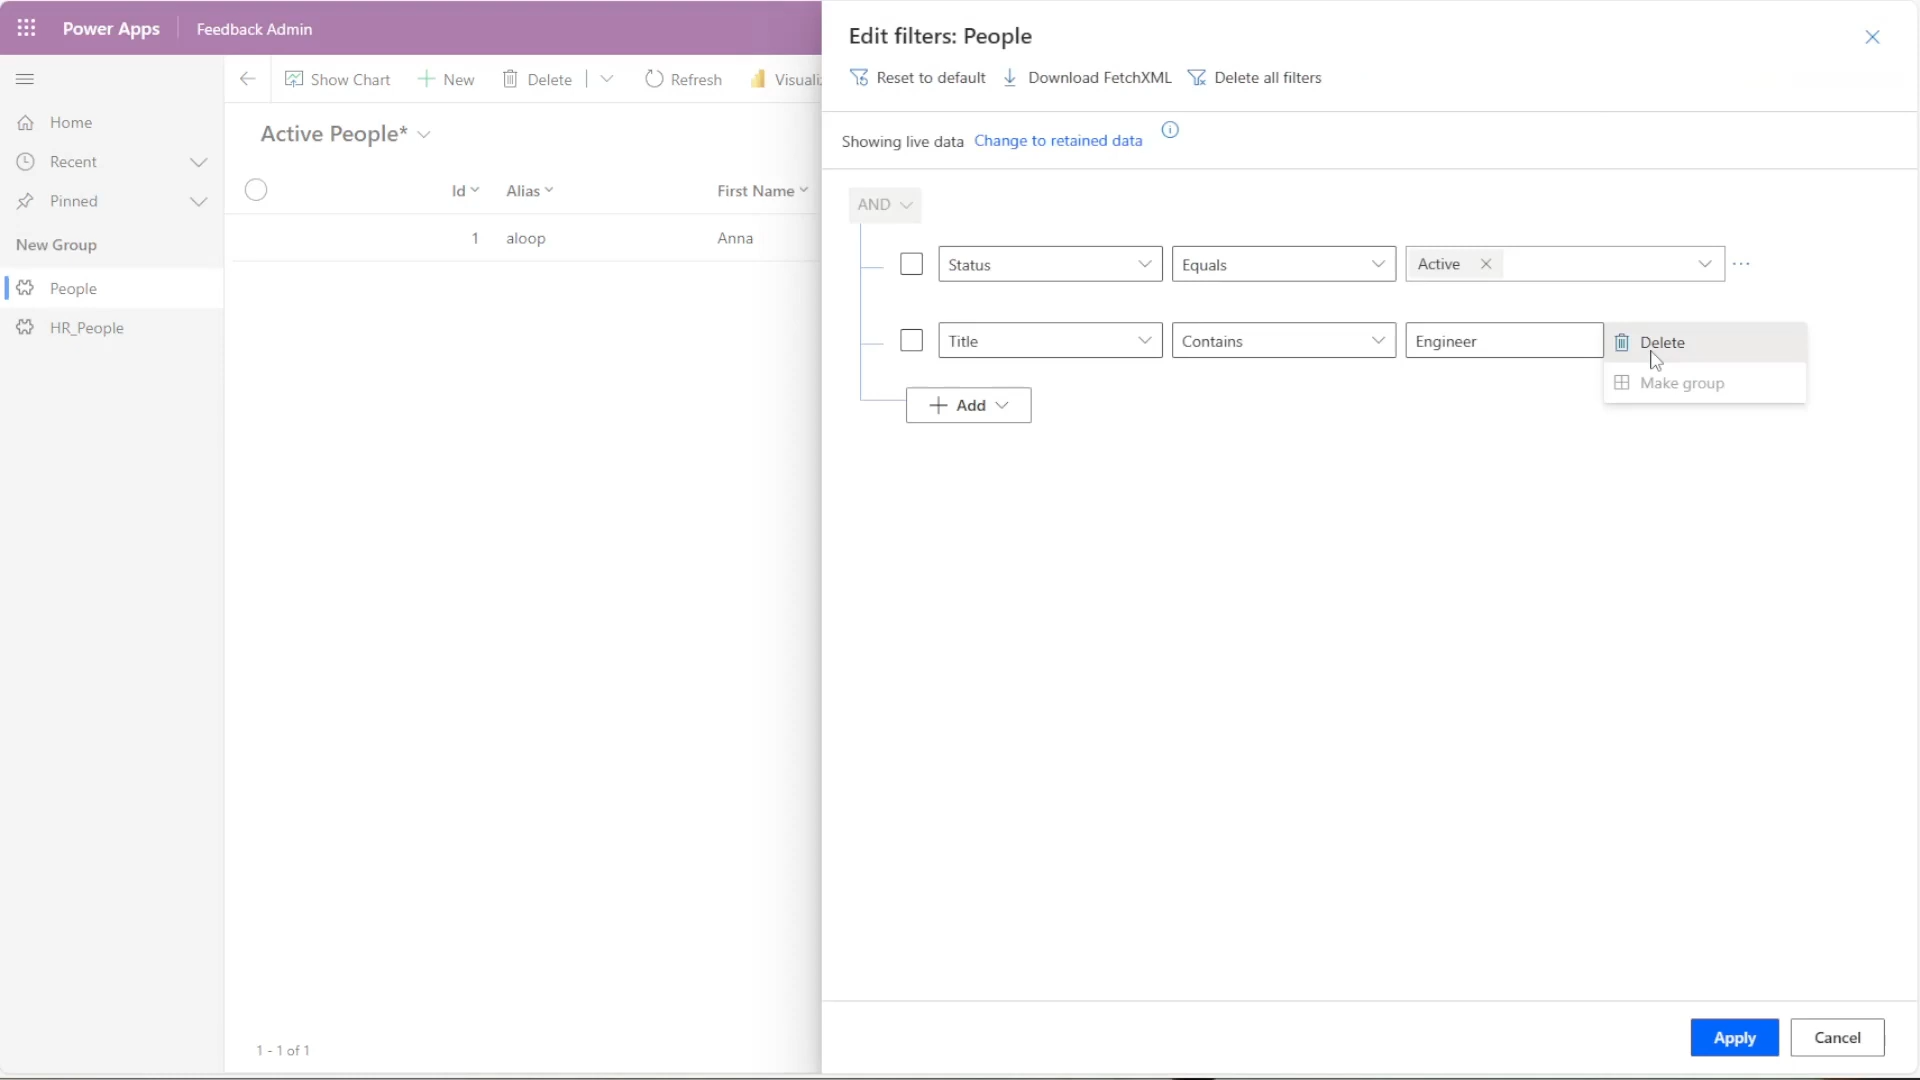 Power Apps
Feedback Admin
Home
Recent
Pinned
New Group
People
HR_People
Show Chart
New
Delete
Refresh
Visuali
Active People*
Id
Alias
First Name
1
aloop
Anna
1 - 1 of 1
Edit filters: People
Reset to default
Download FetchXML
Delete all filters
Showing live data
Change to retained data
AND
Status
Equals
Active
Title
Contains
Engineer
Delete
Make group
Add
Apply
Cancel